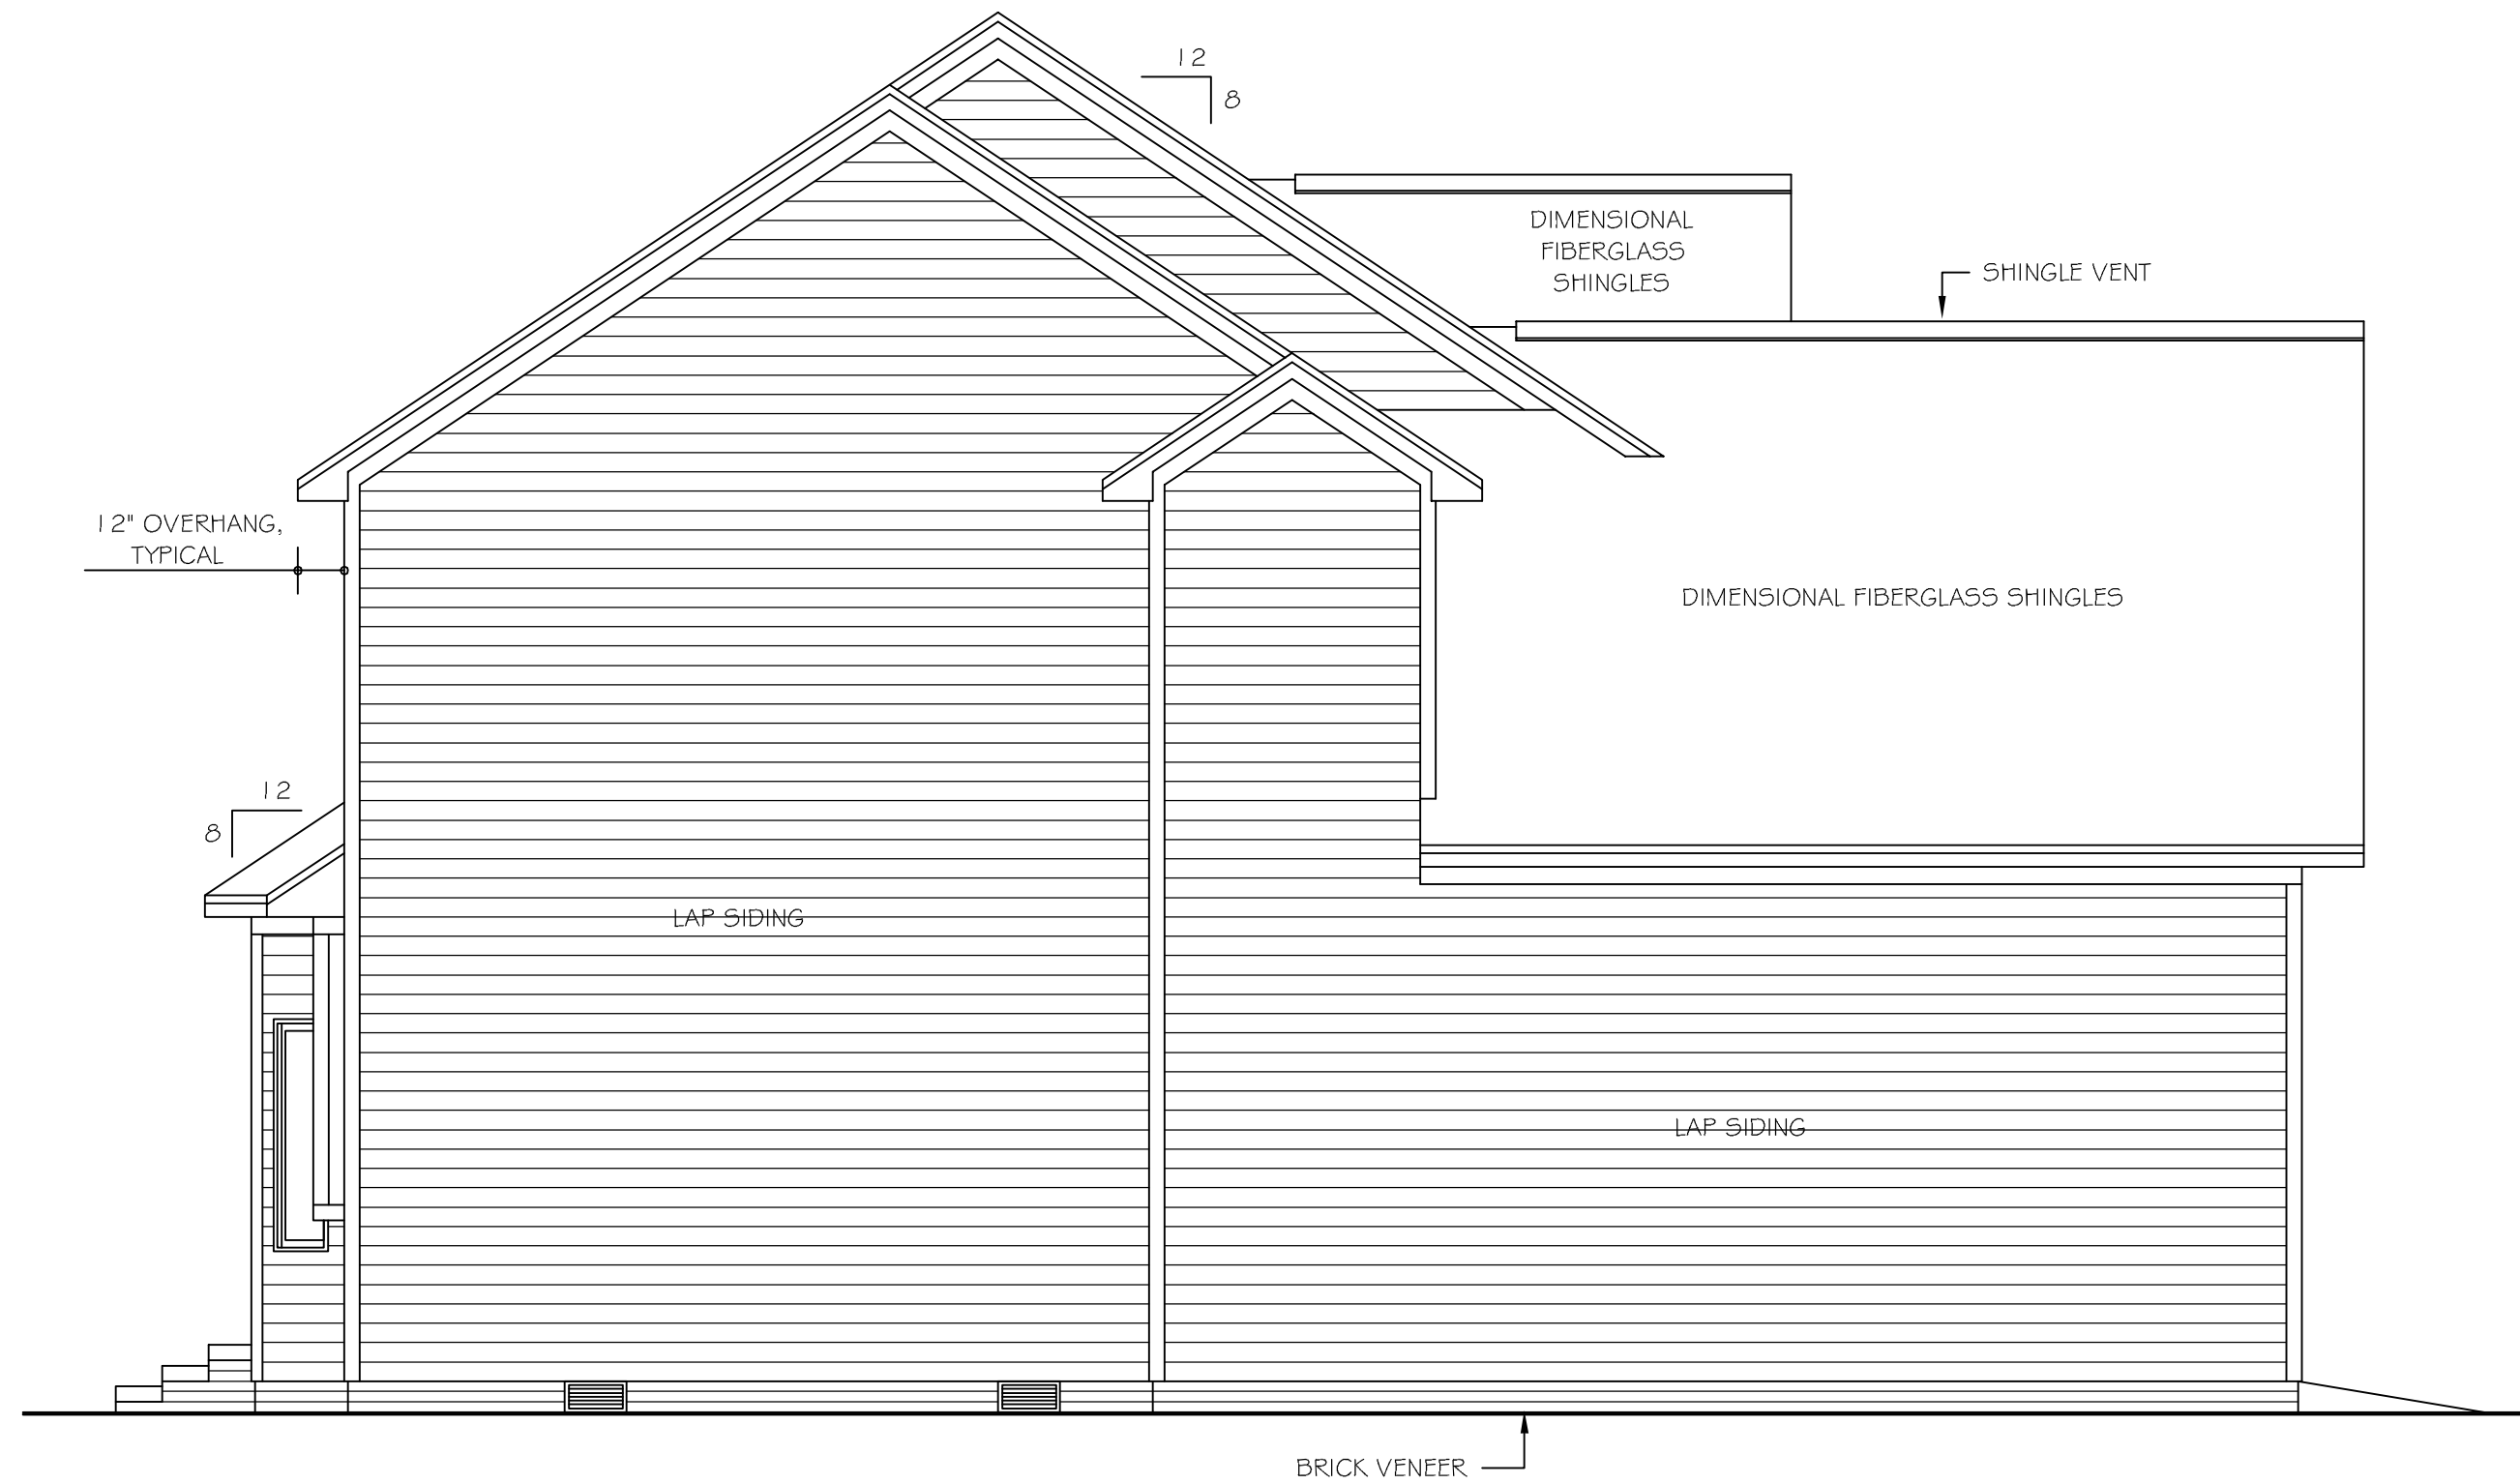 12
8
DIMENSIONAL
FIBERGLASS
SHINGLES
SHINGLE VENT
12" OVERHANG,
TYPICAL
DIMENSIONAL FIBERGLASS SHINGLES
12
8
LAP SIDING
LAP SIDING
BRICK VENEER